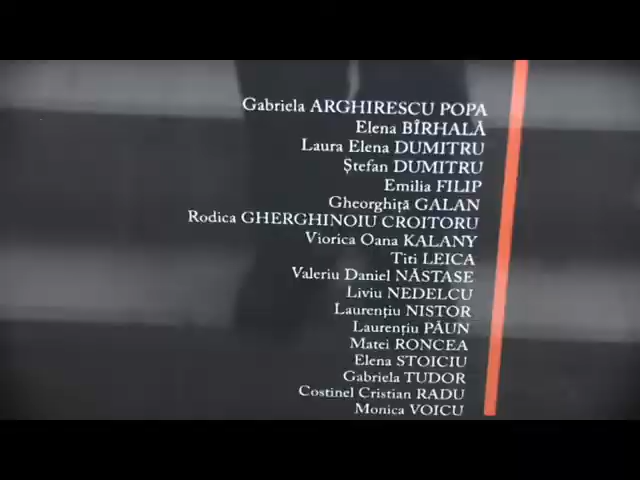 Gabriela ARGHIRESCU POPA
Elena BÎRHALĂ
Laura Elena DUMITRU
Ștefan DUMITRU
Emilia FILIP
Gheorghiță GALAN
Rodica GHERGHINOIU CROITORU
Viorica Oana KALANY
Titi LEICA
Valeriu Daniel NĂSTASE
Liviu NEDELCU
Laurențiu NISTOR
Laurențiu PĂUN
Matei RONCEA
Elena STOICIU
Gabriela TUDOR
Costinel Cristian RADU
Monica VOICU